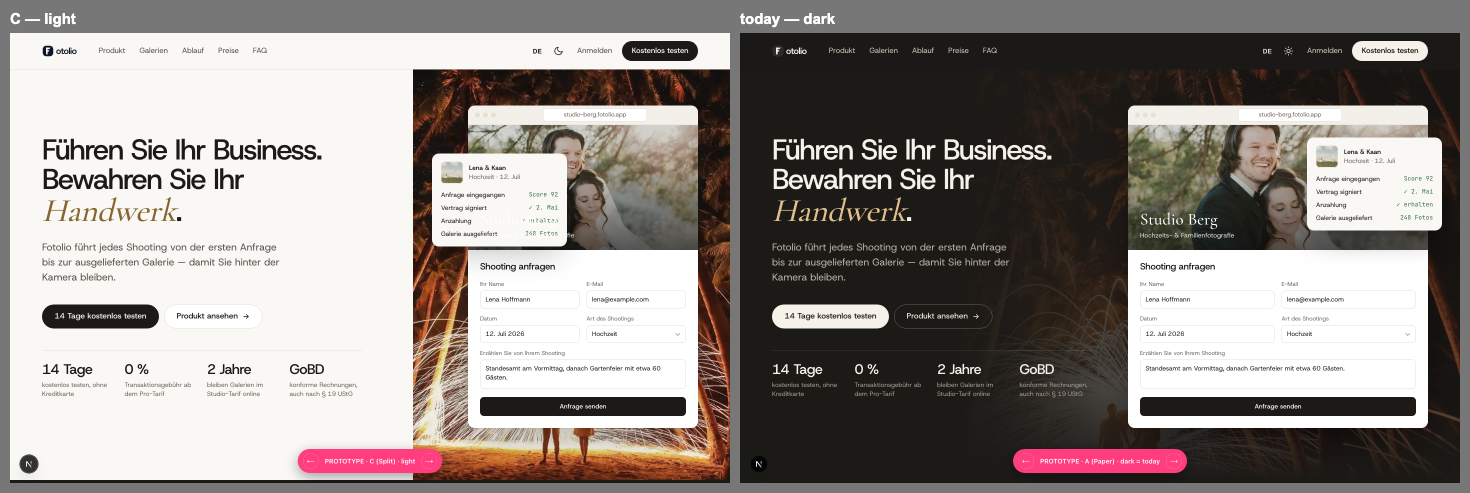 C — light
F otolio Produkt Galerien Ablauf Preise FAQ DE Anmelden Kostenlos testen
Führen Sie Ihr Business.
Bewahren Sie Ihr
Handwerk.
Fotolio führt jedes Shooting von der ersten Anfrage
bis zur ausgelieferten Galerie — damit Sie hinter der
Kamera bleiben.
14 Tage kostenlos testen Produkt ansehen →
14 Tage
kostenlos testen, ohne
Kreditkarte
0 %
Transaktionsgebühr ab
dem Pro-Tarif
2 Jahre
bleiben Galerien im
Studio-Tarif online
GoBD
konforme Rechnungen,
auch nach § 19 UStG
studio-berg.fotolio.app
Lena & Kaan
Hochzeit · 12. Juli
Anfrage eingegangen Score 92
Vertrag signiert ✓ 2. Mai
Anzahlung ✓ erhalten
Galerie ausgeliefert 248 Fotos
Shooting anfragen
Ihr Name E-Mail
Lena Hoffmann lena@example.com
Datum Art des Shootings
12. Juli 2026 Hochzeit
Erzählen Sie von Ihrem Shooting
Standesamt am Vormittag, danach Gartenfeier mit etwa 60
Gästen.
Anfrage senden
N
← PROTOTYPE · C (Split) · light →
today — dark
F otolio Produkt Galerien Ablauf Preise FAQ DE Anmelden Kostenlos testen
Führen Sie Ihr Business.
Bewahren Sie Ihr
Handwerk.
Fotolio führt jedes Shooting von der ersten Anfrage
bis zur ausgelieferten Galerie — damit Sie hinter der
Kamera bleiben.
14 Tage kostenlos testen Produkt ansehen →
14 Tage
kostenlos testen, ohne
Kreditkarte
0 %
Transaktionsgebühr ab
dem Pro-Tarif
2 Jahre
bleiben Galerien im
Studio-Tarif online
GoBD
konforme Rechnungen,
auch nach § 19 UStG
studio-berg.fotolio.app
Lena & Kaan
Hochzeit · 12. Juli
Anfrage eingegangen Score 92
Vertrag signiert ✓ 2. Mai
Anzahlung ✓ erhalten
Galerie ausgeliefert 248 Fotos
Studio Berg
Hochzeits- & Familienfotografie
Shooting anfragen
Ihr Name E-Mail
Lena Hoffmann lena@example.com
Datum Art des Shootings
12. Juli 2026 Hochzeit
Erzählen Sie von Ihrem Shooting
Standesamt am Vormittag, danach Gartenfeier mit etwa 60 Gästen.
Anfrage senden
N
← PROTOTYPE · A (Paper) · dark = today →